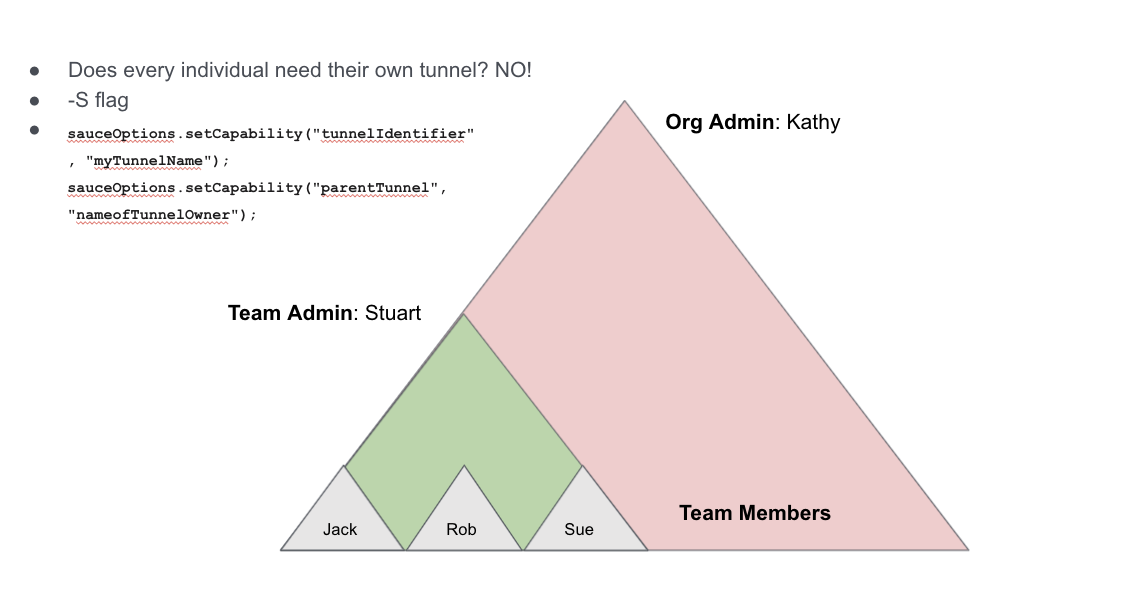 Does every individual need their own tunnel? NO!
-S flag
sauceOptions.setCapability("tunnelIdentifier"
, "myTunnelName");
sauceOptions.setCapability("parentTunnel",
"nameofTunnelOwner");
Org Admin: Kathy
Team Admin: Stuart
Team Members
Jack
Rob
Sue